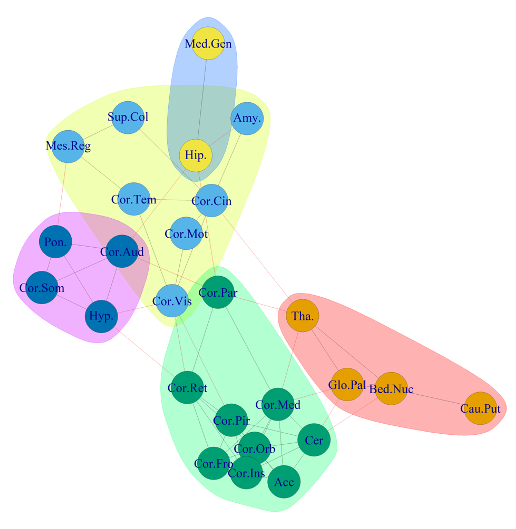 Med.Gen
Sup.Col
Amy.
Mes.Reg
Hip.
Cor.Tem
Cor.Cin
Cor.Mot
Pon.
Cor.Aud
Cor.Som
Cor.Par
Cor.Vis
Hyp.
Tha.
Cor.Ret
Glo.Pal
Bed.Nuc
Cor.Med
Cau.Put
Cor.Pir
Cer
Cor.Orb
Cor.Fro
Cor.Ins
Acc